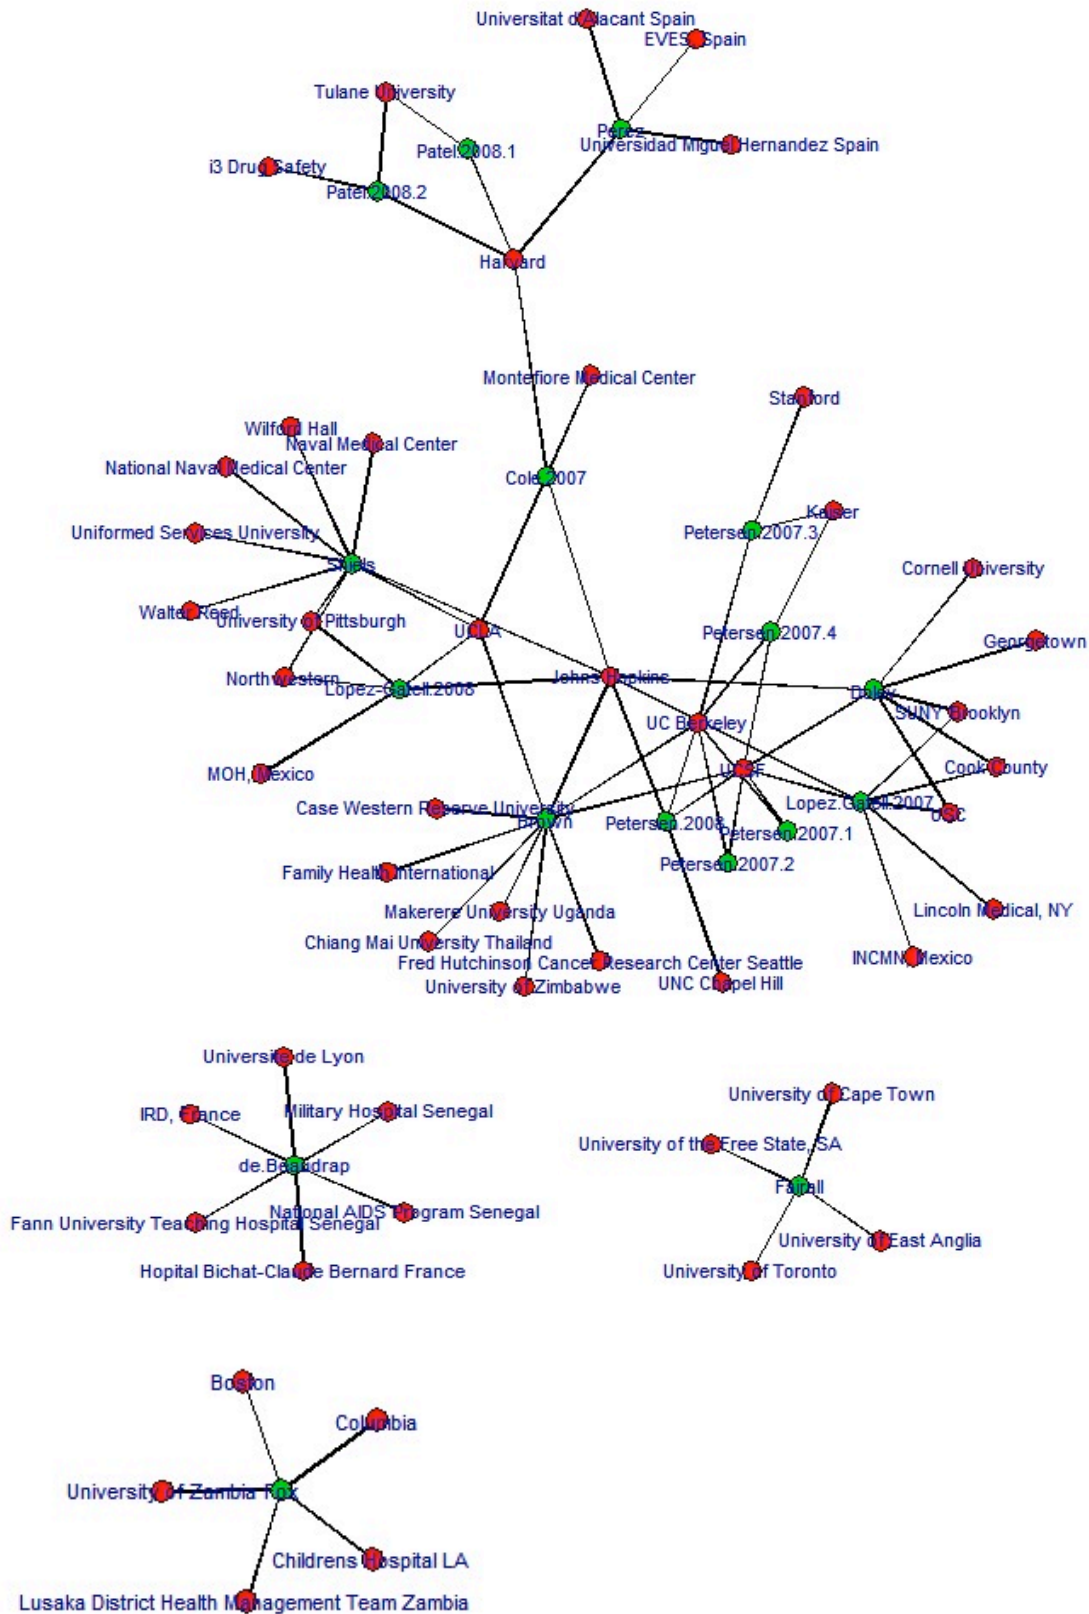 Universitat d'Alacant Spain
EVES, Spain
Tulane University
Perez
Patel.2008.1
Universidad Miguel Hernandez Spain
i3 Drug Safety
Patel.2008.2
Harvard
Montefiore Medical Center
Stanford
Wilford Hall
Naval Medical Center
National Naval Medical Center
Cole.2007
Kaiser
Uniformed Services University
Petersen.2007.3
Shiels
Cornell University
Walter Reed
University of Pittsburgh
UCLA
Petersen.2007.4
Georgetown
Northwestern
Lopez-Gatell.2008
Johns Hopkins
UC Berkeley
SUNY Brooklyn
MOH, Mexico
UCSF
Cook County
Case Western Reserve University
Brown
Petersen.2008
Petersen.2007.1
Lopez.Gatell.2007
USC
Petersen.2007.2
Family Health International
Makerere University Uganda
Lincoln Medical, NY
Chiang Mai University Thailand
Fred Hutchinson Cancer Research Center Seattle
INCMN, Mexico
University of Zimbabwe
UNC Chapel Hill
Universite de Lyon
IRD, France
Military Hospital Senegal
University of Cape Town
University of the Free State, SA
de.Beaudrap
Fairall
National AIDS Program Senegal
Fann University Teaching Hospital Senegal
University of East Anglia
Hopital Bichat-Claude Bernard France
University of Toronto
Boston
Columbia
University of Zambia
Fox
Childrens Hospital LA
Lusaka District Health Management Team Zambia